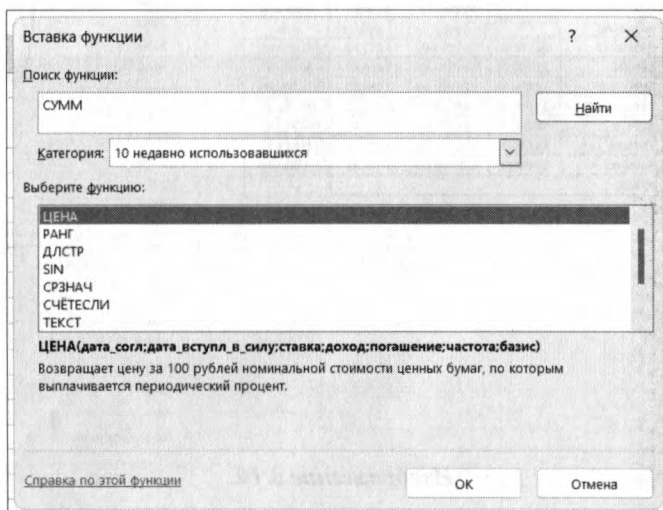 Вставка функции ? ×
Поиск функции:
СУММ
Найти
Категория: 10 недавно использовавшихся
Выберите функцию:
ЦЕНА
РАНГ
ДЛСТР
SIN
СРЗНАЧ
СЧЁТЕСЛИ
ТЕКСТ
ЦЕНА(дата_согл;дата_вступл_в_силу;ставка;доход;погашение;частота;базис)
Возвращает цену за 100 рублей номинальной стоимости ценных бумаг, по которым
выплачивается периодический процент.
Справка по этой функции
ОК
Отмена